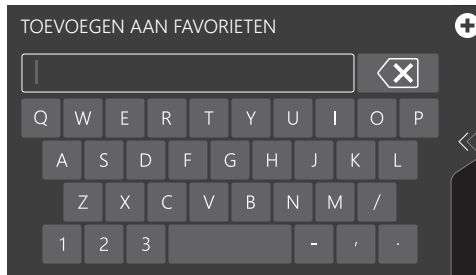 TOEVOEGEN AAN FAVORIETEN
Q W E R T Y U I O P
A S D F G H J K L
Z X C V B N M /
1 2 3 - ' .